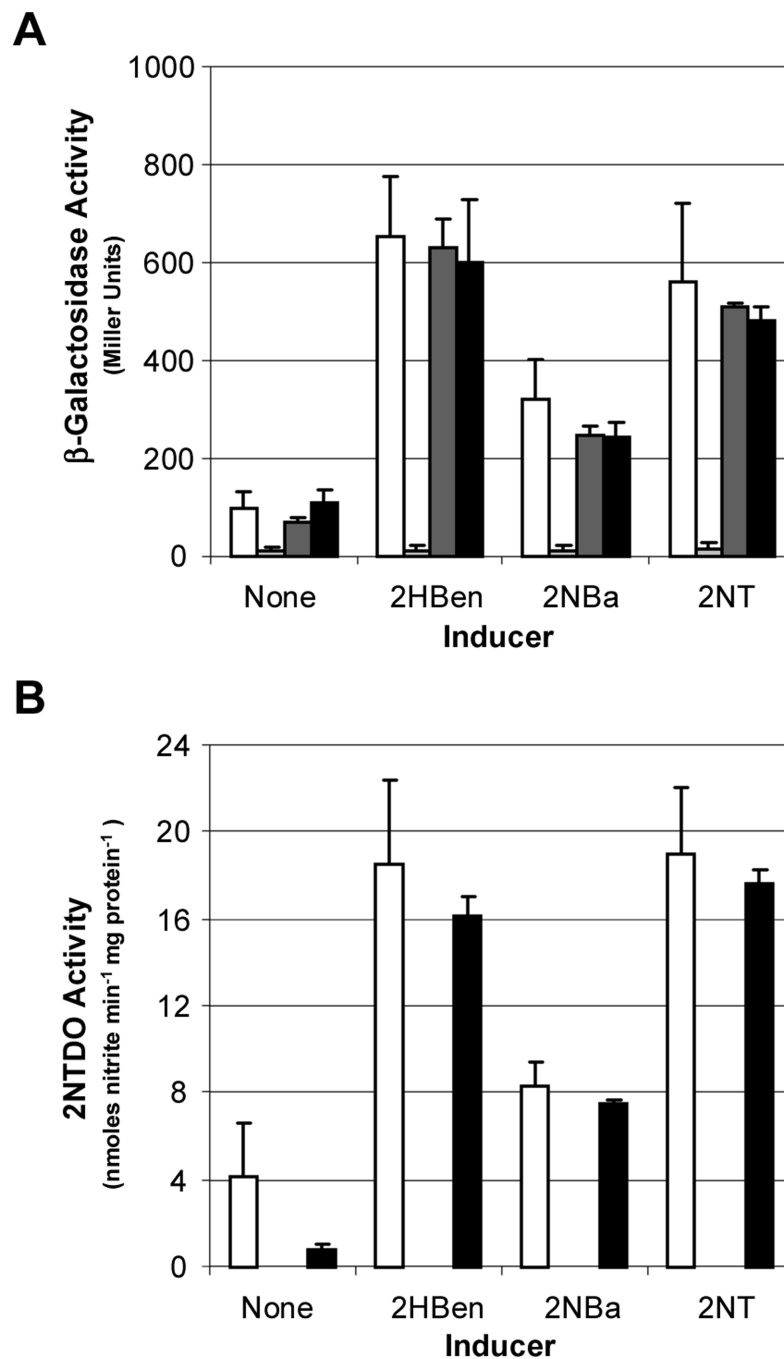 A
1000
800
600
400
200
0
β-Galactosidase Activity
(Miller Units)
None 2HBen 2NBa 2NT
Inducer
B
24
20
16
12
8
4
0
2NTDO Activity
(nmoles nitrite min⁻¹ mg protein⁻¹ )
None 2HBen 2NBa 2NT
Inducer